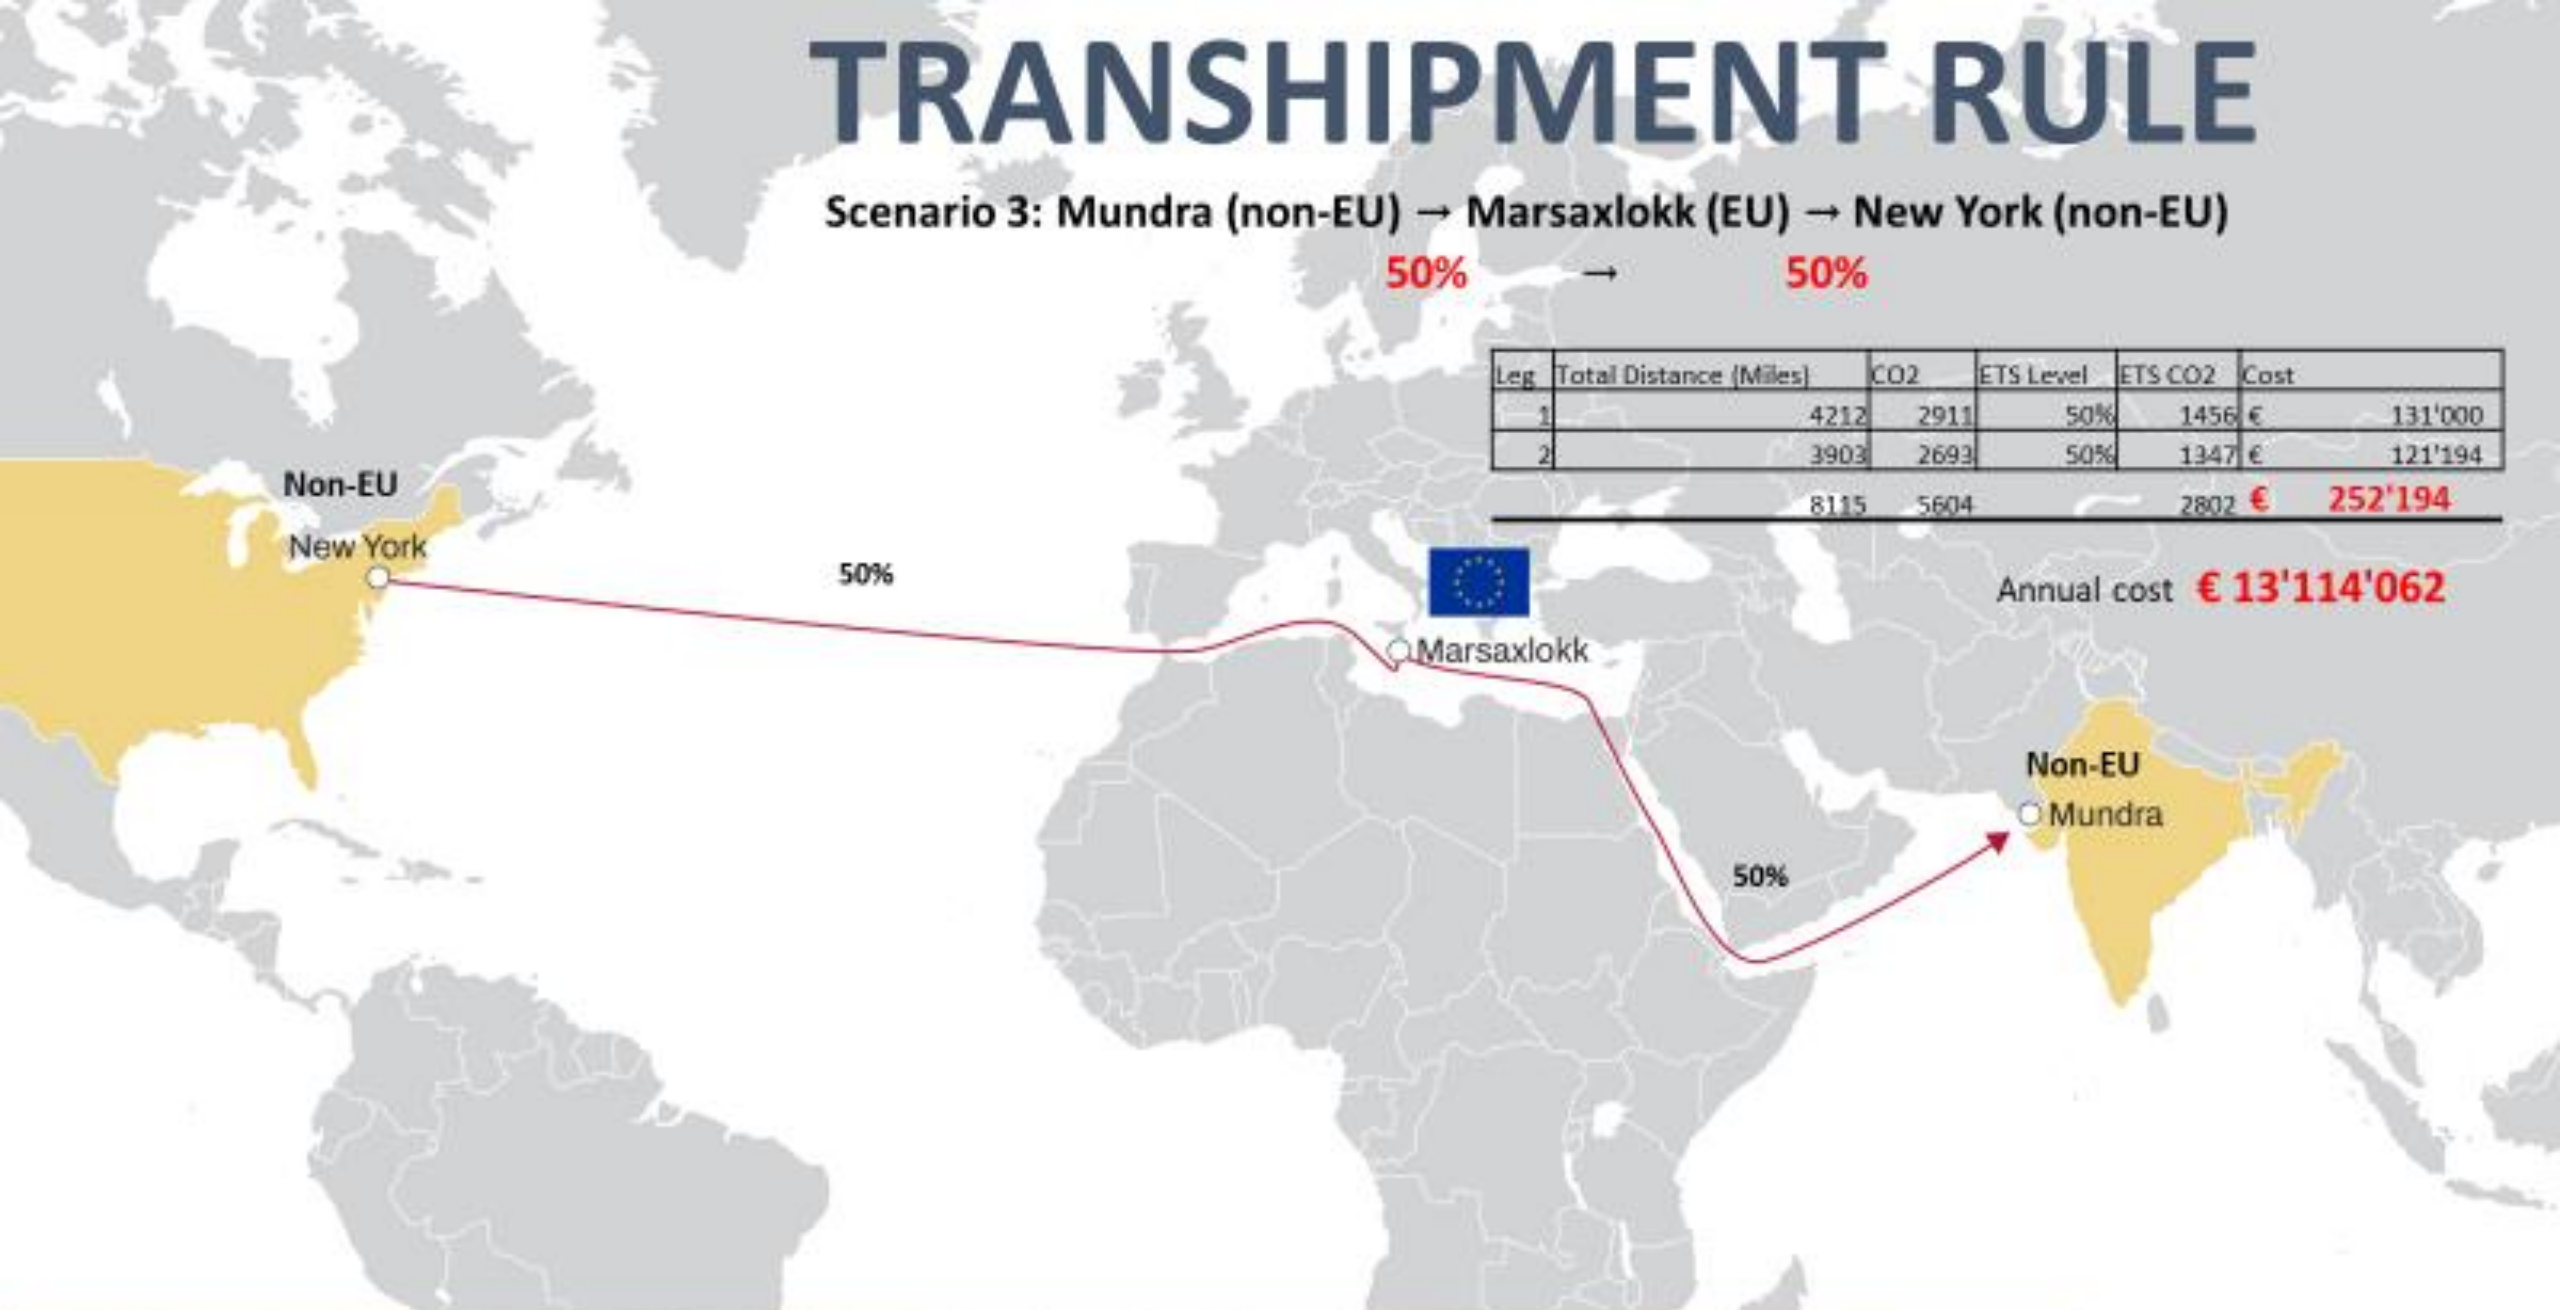 TRANSHIPMENT RULE
Scenario 3: Mundra (non-EU) → Marsaxlokk (EU) → New York (non-EU)
50% → 50%
Leg Total Distance (Miles) CO2 ETS Level ETS CO2 Cost
1 4212 2911 50% 1456 € 131'000
2 3903 2693 50% 1347 € 121'194
8115 5604 2802 € 252'194
Annual cost € 13'114'062
Non-EU
New York
50%
Marsaxlokk
Non-EU
Mundra
50%